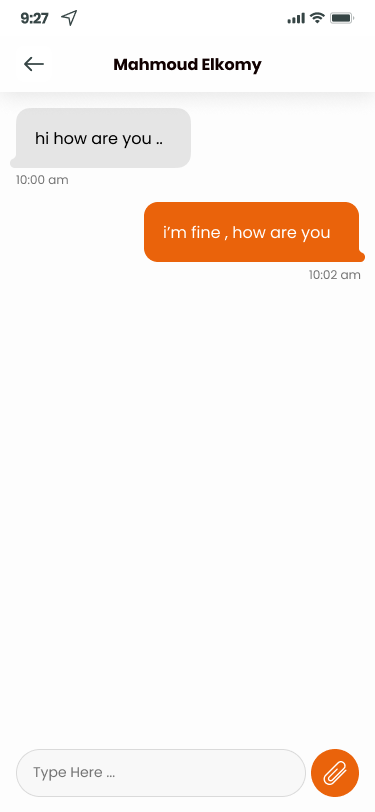 9:27
Mahmoud Elkomy
hi how are you ..
10:00 am
i'm fine , how are you
10:02 am
Type Here ...